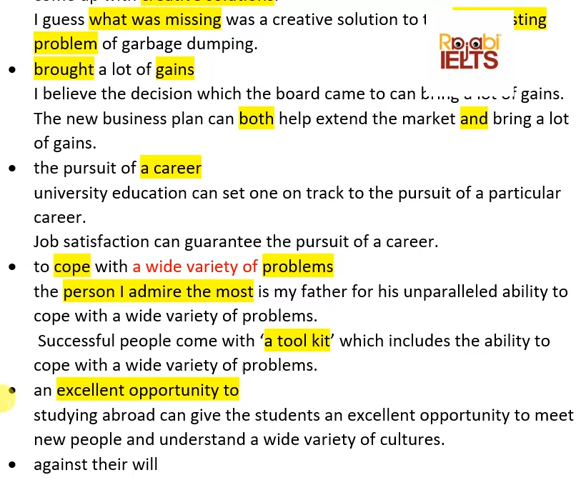 I guess what was missing was a creative solution to
problem of garbage dumping.
IELTS
• brought a lot of gains
I believe the decision which the board came to can bring a lot of gains.
The new business plan can both help extend the market and bring a lot
of gains.
• the pursuit of a career
university education can set one on track to the pursuit of a particular
career.
Job satisfaction can guarantee the pursuit of a career.
• to cope with a wide variety of problems
the person I admire the most is my father for his unparalleled ability to
cope with a wide variety of problems.
Successful people come with ‘a tool kit’ which includes the ability to
cope with a wide variety of problems.
• an excellent opportunity to
studying abroad can give the students an excellent opportunity to meet
new people and understand a wide variety of cultures.
• against their will